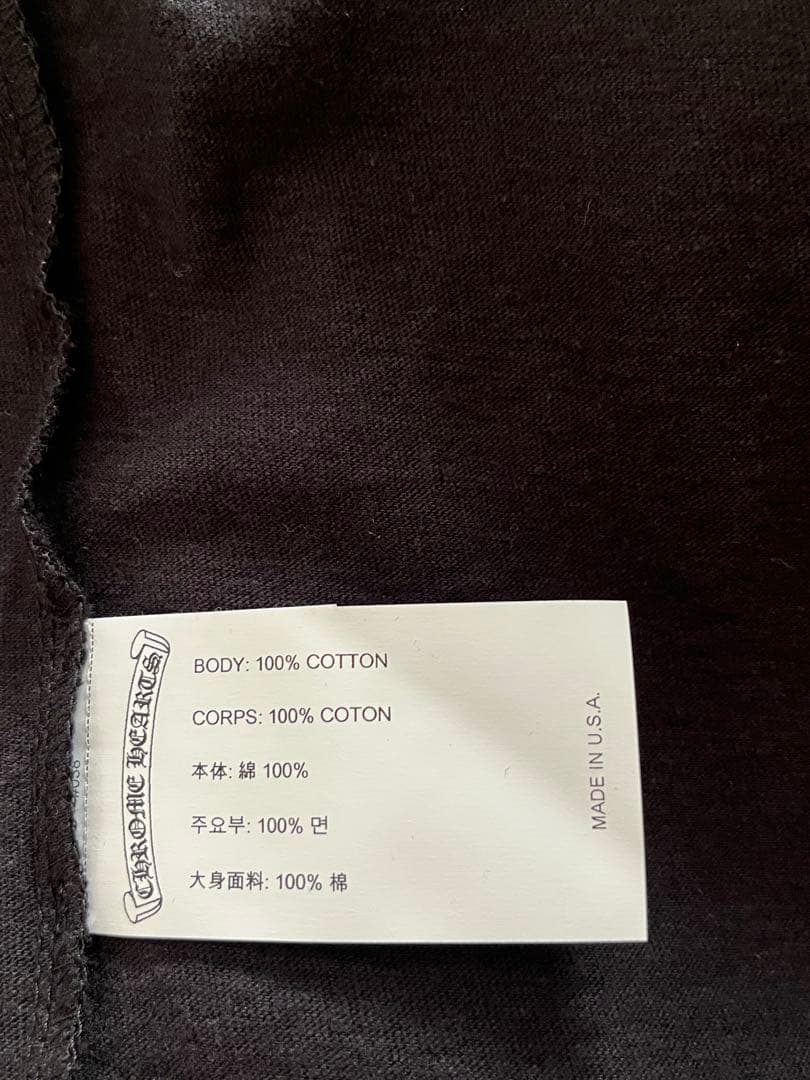 CHROME HEARTS
BODY: 100% COTTON
CORPS: 100% COTON
本体: 綿 100%
주요부: 100% 면
大身面料: 100% 棉
MADE IN U.S.A.